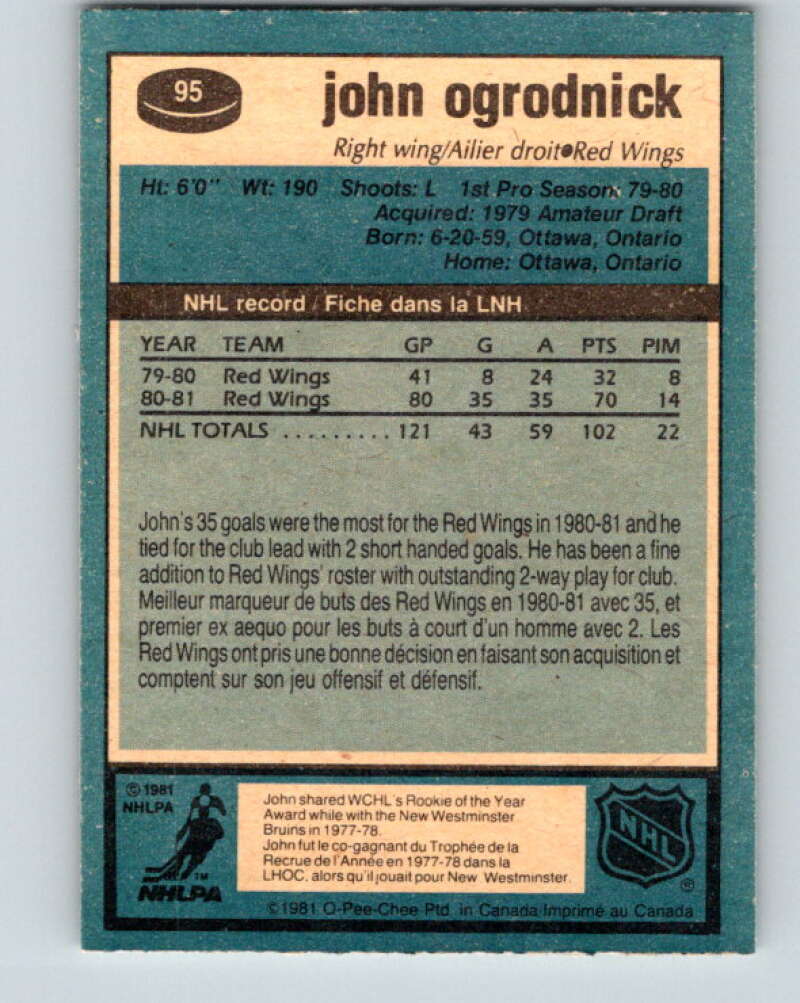 95
john ogrodnick
Right wing/Ailier droit●Red Wings
Ht: 6'0" Wt: 190 Shoots: L 1st Pro Season: 79-80
Acquired: 1979 Amateur Draft
Born: 6-20-59, Ottawa, Ontario
Home: Ottawa, Ontario
NHL record / Fiche dans la LNH
YEAR TEAM GP G A PTS PIM
79-80 Red Wings 41 8 24 32 8
80-81 Red Wings 80 35 35 70 14
NHL TOTALS .......... 121 43 59 102 22
John's 35 goals were the most for the Red Wings in 1980-81 and he
tied for the club lead with 2 short handed goals. He has been a fine
addition to Red Wings' roster with outstanding 2-way play for club.
Meilleur marqueur de buts des Red Wings en 1980-81 avec 35, et
premier ex aequo pour les buts à court d'un homme avec 2. Les
Red Wings ont pris une bonne décision en faisant son acquisition et
comptent sur son jeu offensif et défensif.
© 1981
NHLPA
TM
NHLPA
John shared WCHL's Rookie of the Year
Award while with the New Westminster
Bruins in 1977-78.
John fut le co-gagnant du Trophée de la
Recrue de l'Année en 1977-78 dans la
LHOC, alors qu'il jouait pour New Westminster.
NHL
®
©1981 O-Pee-Chee Ptd. in Canada-Imprimé au Canada